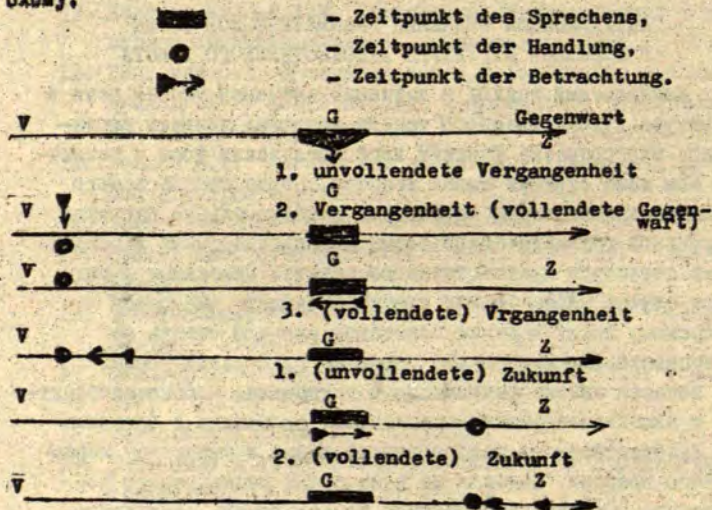 – Zeitpunkt des Sprechens,
– Zeitpunkt der Handlung,
– Zeitpunkt der Betrachtung.
V G Gegenwart
Z
1. unvollendete Vergangenheit
G
V 2. Vergangenheit (vollendete Gegen-
wart)
G
V Z
3. (vollendete) Vrgangenheit
V G Z
1. (unvollendete) Zukunft
V G Z
2. (vollendete) Zukunft
V G Z